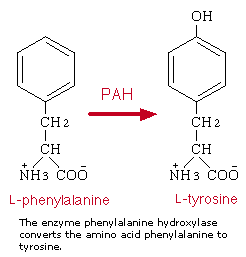 OH
PAH
CH2 CH2
CH CH
NH3+ COO− NH3+ COO−
L-phenylalanine L-tyrosine
The enzyme phenylalanine hydroxylase
converts the amino acid phenylalanine to
tyrosine.